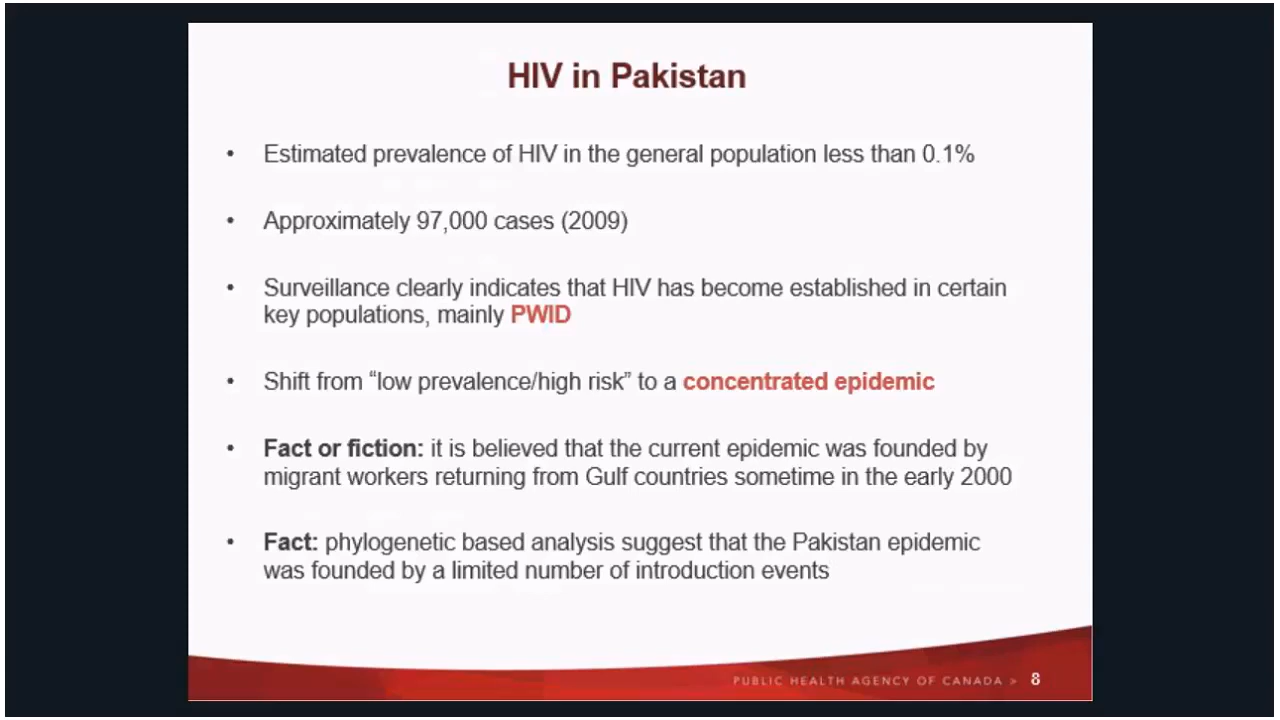 HIV in Pakistan
• Estimated prevalence of HIV in the general population less than 0.1%
• Approximately 97,000 cases (2009)
• Surveillance clearly indicates that HIV has become established in certain
key populations, mainly PWID
• Shift from “low prevalence/high risk” to a concentrated epidemic
• Fact or fiction: it is believed that the current epidemic was founded by
migrant workers returning from Gulf countries sometime in the early 2000
• Fact: phylogenetic based analysis suggest that the Pakistan epidemic
was founded by a limited number of introduction events
PUBLIC HEALTH AGENCY OF CANADA > 8